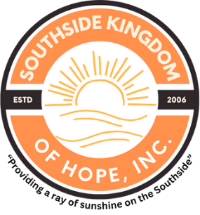 SOUTHSIDE KINGDOM
ESTD
2006
OF HOPE, INC.
“Providing a ray of sunshine on the Southside”